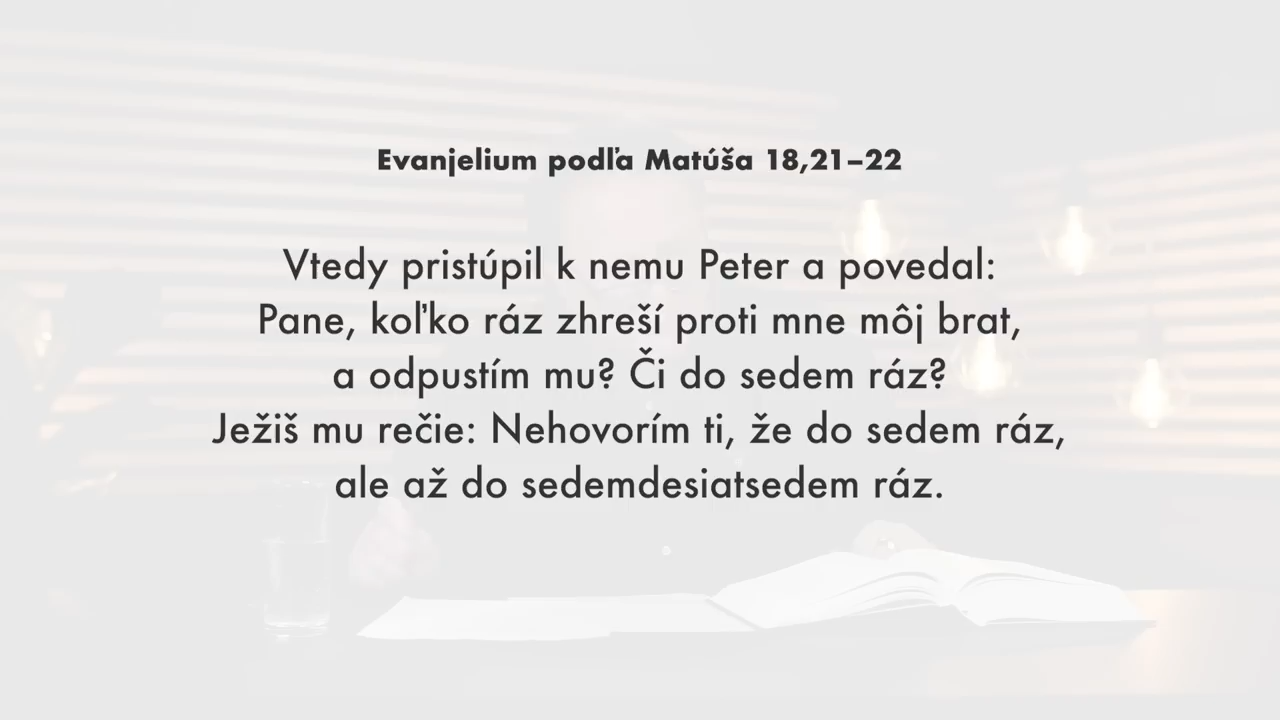 Evanjelium podľa Matúša 18,21–22
Vtedy pristúpil k nemu Peter a povedal:
Pane, koľko ráz zhreší proti mne môj brat,
a odpustím mu? Či do sedem ráz?
Ježiš mu rečie: Nehovorím ti, že do sedem ráz,
ale až do sedemdesiatsedem ráz.